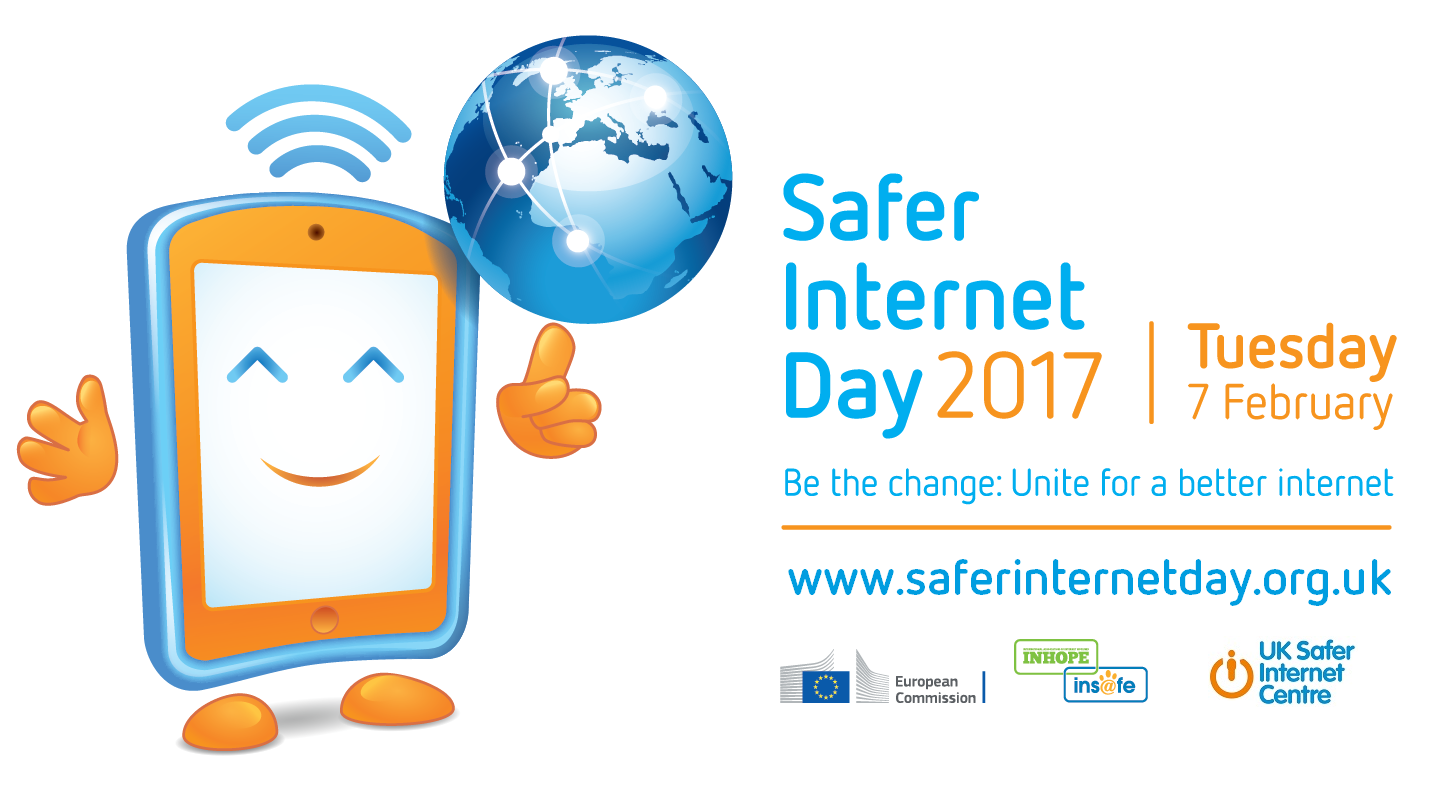 Safer
Internet
Day 2017
Tuesday
7 February
Be the change: Unite for a better internet
www.saferinternetday.org.uk
European
Commission
INHOPE
ins@fe
UK Safer
Internet
Centre